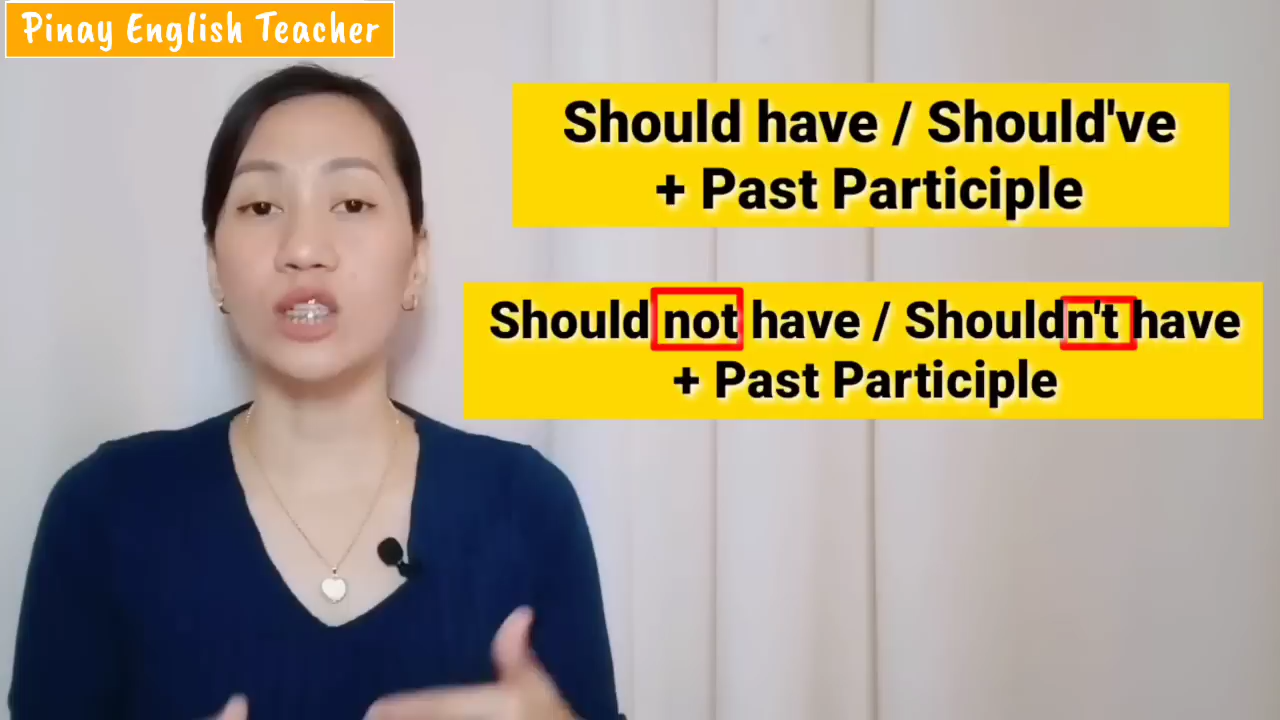 Pinay English Teacher
Should have / Should've
+ Past Participle
Should not have / Shouldn't have
+ Past Participle